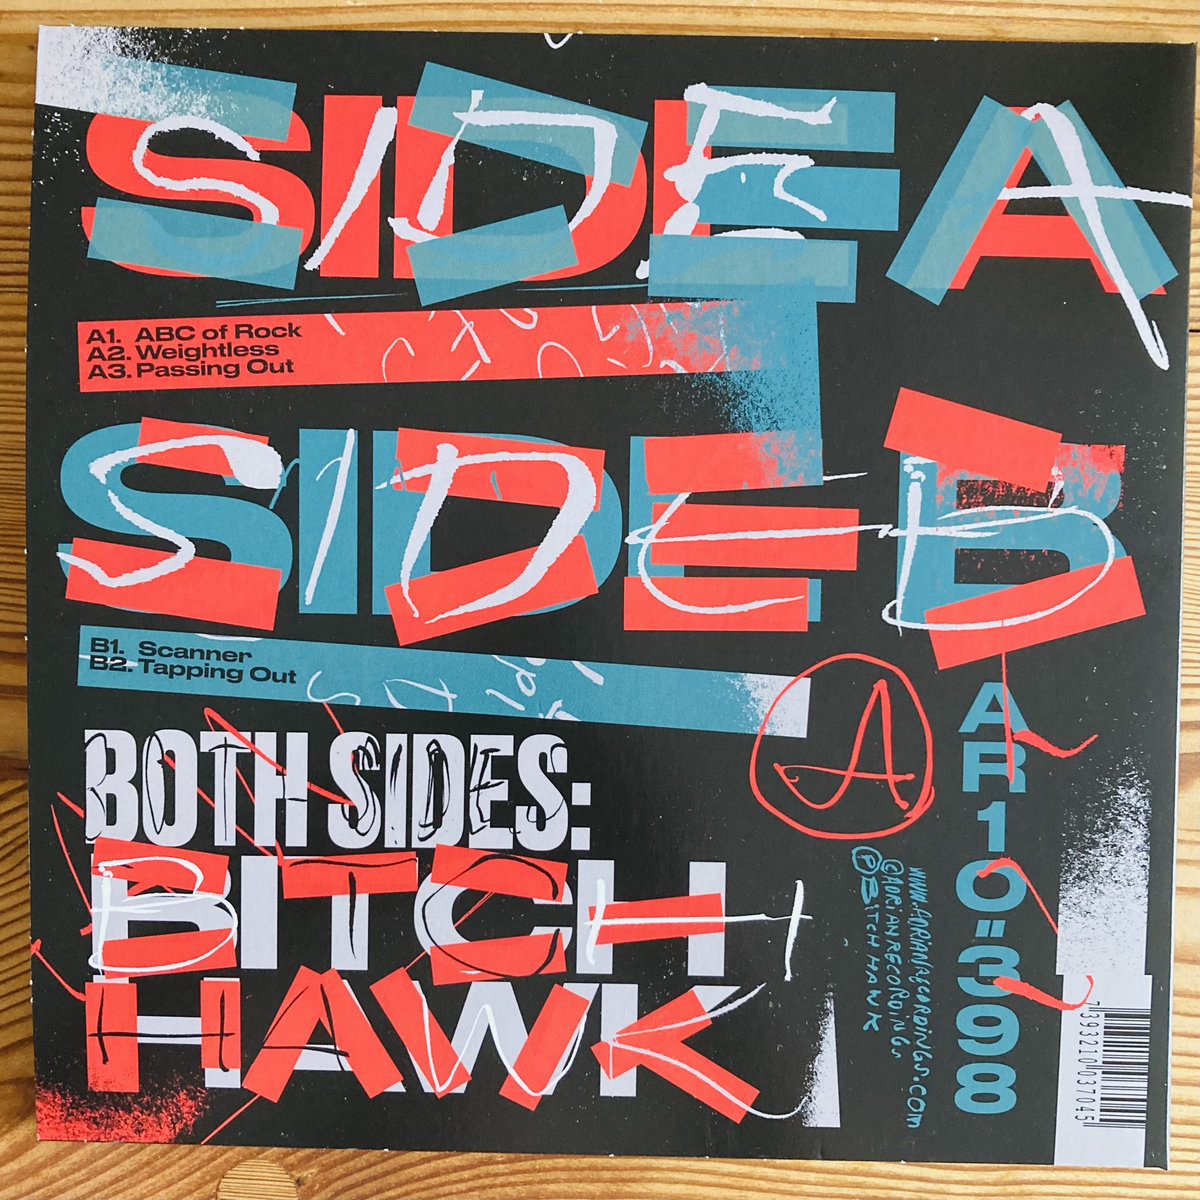 SIDE A
A1. ABC of Rock
A2. Weightless
A3. Passing Out
SIDE B
B1. Scanner
B2. Tapping Out
BOTH SIDES:
BITCH
HAWK
A
AR10"398
www.Adrianrecordings.com
©Adrianrecordings
℗Bitch Hawk
7393210037045